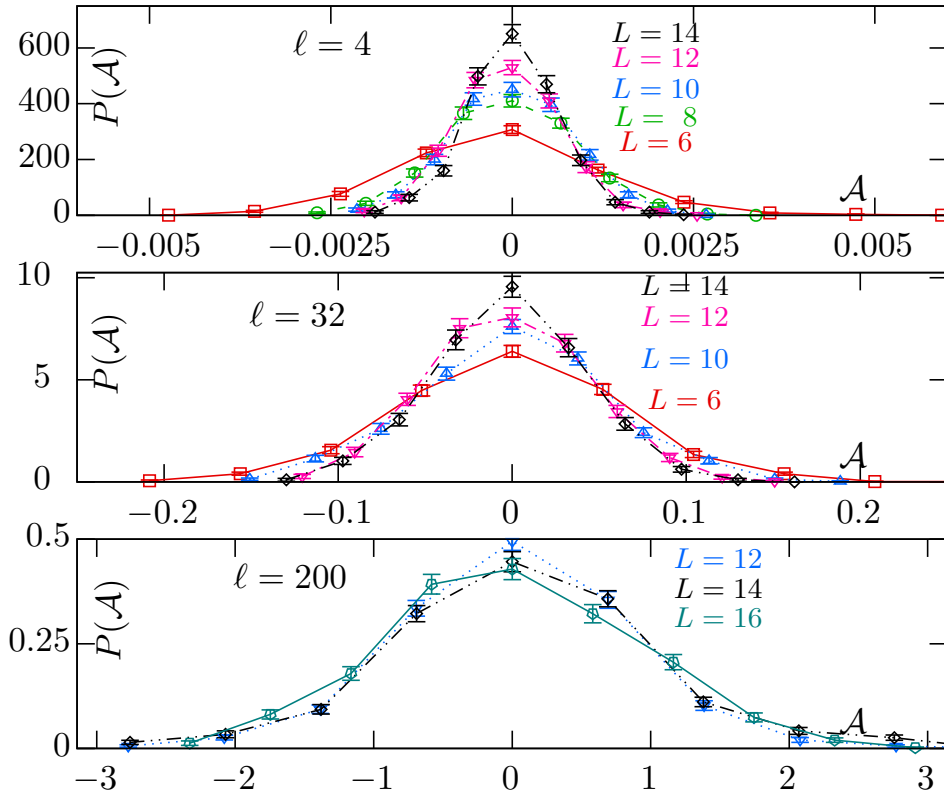 600
400
200
0
P(𝒜)
ℓ = 4
L = 14
L = 12
L = 10
L = 8
L = 6
𝒜
−0.005
−0.0025
0
0.0025
0.005
10
5
0
P(𝒜)
ℓ = 32
L = 14
L = 12
L = 10
L = 6
𝒜
−0.2
−0.1
0
0.1
0.2
0.5
0.25
0
P(𝒜)
ℓ = 200
L = 12
L = 14
L = 16
𝒜
−3
−2
−1
0
1
2
3